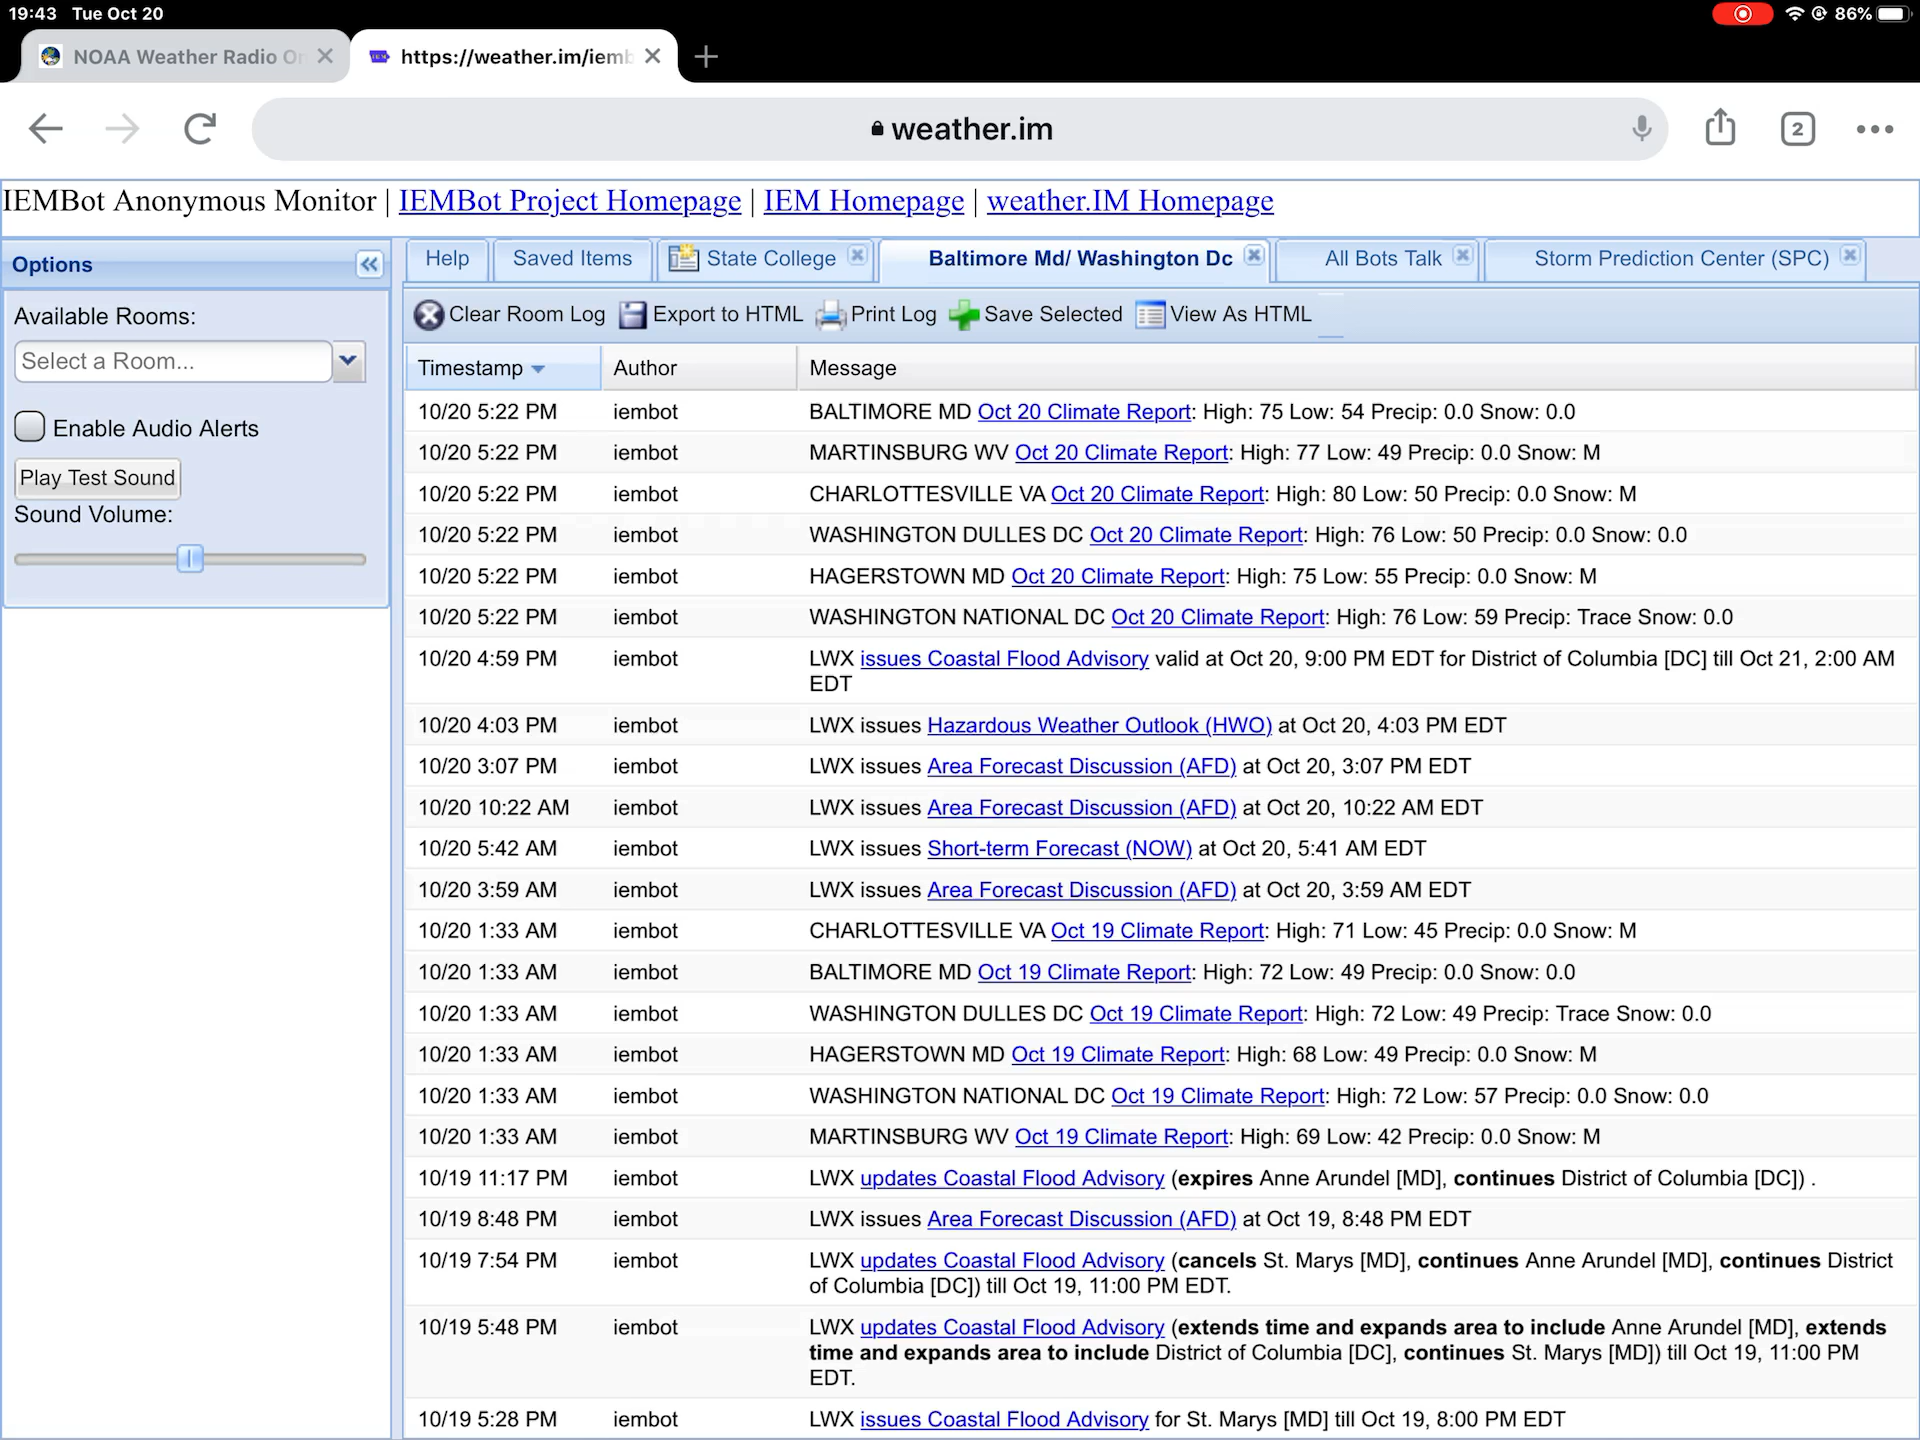 19:43 Tue Oct 20 86%
NOAA Weather Radio Or
https://weather.im/iemb
weather.im 2
IEMBot Anonymous Monitor | IEMBot Project Homepage | IEM Homepage | weather.IM Homepage
Options
Available Rooms:
Select a Room...
Enable Audio Alerts
Play Test Sound
Sound Volume:
Help Saved Items State College Baltimore Md/ Washington Dc All Bots Talk Storm Prediction Center (SPC)
Clear Room Log Export to HTML Print Log Save Selected View As HTML
Timestamp Author Message
10/20 5:22 PM iembot BALTIMORE MD Oct 20 Climate Report: High: 75 Low: 54 Precip: 0.0 Snow: 0.0
10/20 5:22 PM iembot MARTINSBURG WV Oct 20 Climate Report: High: 77 Low: 49 Precip: 0.0 Snow: M
10/20 5:22 PM iembot CHARLOTTESVILLE VA Oct 20 Climate Report: High: 80 Low: 50 Precip: 0.0 Snow: M
10/20 5:22 PM iembot WASHINGTON DULLES DC Oct 20 Climate Report: High: 76 Low: 50 Precip: 0.0 Snow: 0.0
10/20 5:22 PM iembot HAGERSTOWN MD Oct 20 Climate Report: High: 75 Low: 55 Precip: 0.0 Snow: M
10/20 5:22 PM iembot WASHINGTON NATIONAL DC Oct 20 Climate Report: High: 76 Low: 59 Precip: Trace Snow: 0.0
10/20 4:59 PM iembot LWX issues Coastal Flood Advisory valid at Oct 20, 9:00 PM EDT for District of Columbia [DC] till Oct 21, 2:00 AM
EDT
10/20 4:03 PM iembot LWX issues Hazardous Weather Outlook (HWO) at Oct 20, 4:03 PM EDT
10/20 3:07 PM iembot LWX issues Area Forecast Discussion (AFD) at Oct 20, 3:07 PM EDT
10/20 10:22 AM iembot LWX issues Area Forecast Discussion (AFD) at Oct 20, 10:22 AM EDT
10/20 5:42 AM iembot LWX issues Short-term Forecast (NOW) at Oct 20, 5:41 AM EDT
10/20 3:59 AM iembot LWX issues Area Forecast Discussion (AFD) at Oct 20, 3:59 AM EDT
10/20 1:33 AM iembot CHARLOTTESVILLE VA Oct 19 Climate Report: High: 71 Low: 45 Precip: 0.0 Snow: M
10/20 1:33 AM iembot BALTIMORE MD Oct 19 Climate Report: High: 72 Low: 49 Precip: 0.0 Snow: 0.0
10/20 1:33 AM iembot WASHINGTON DULLES DC Oct 19 Climate Report: High: 72 Low: 49 Precip: Trace Snow: 0.0
10/20 1:33 AM iembot HAGERSTOWN MD Oct 19 Climate Report: High: 68 Low: 49 Precip: 0.0 Snow: M
10/20 1:33 AM iembot WASHINGTON NATIONAL DC Oct 19 Climate Report: High: 72 Low: 57 Precip: 0.0 Snow: 0.0
10/20 1:33 AM iembot MARTINSBURG WV Oct 19 Climate Report: High: 69 Low: 42 Precip: 0.0 Snow: M
10/19 11:17 PM iembot LWX updates Coastal Flood Advisory (expires Anne Arundel [MD], continues District of Columbia [DC]) .
10/19 8:48 PM iembot LWX issues Area Forecast Discussion (AFD) at Oct 19, 8:48 PM EDT
10/19 7:54 PM iembot LWX updates Coastal Flood Advisory (cancels St. Marys [MD], continues Anne Arundel [MD], continues District
of Columbia [DC]) till Oct 19, 11:00 PM EDT.
10/19 5:48 PM iembot LWX updates Coastal Flood Advisory (extends time and expands area to include Anne Arundel [MD], extends
time and expands area to include District of Columbia [DC], continues St. Marys [MD]) till Oct 19, 11:00 PM
EDT.
10/19 5:28 PM iembot LWX issues Coastal Flood Advisory for St. Marys [MD] till Oct 19, 8:00 PM EDT